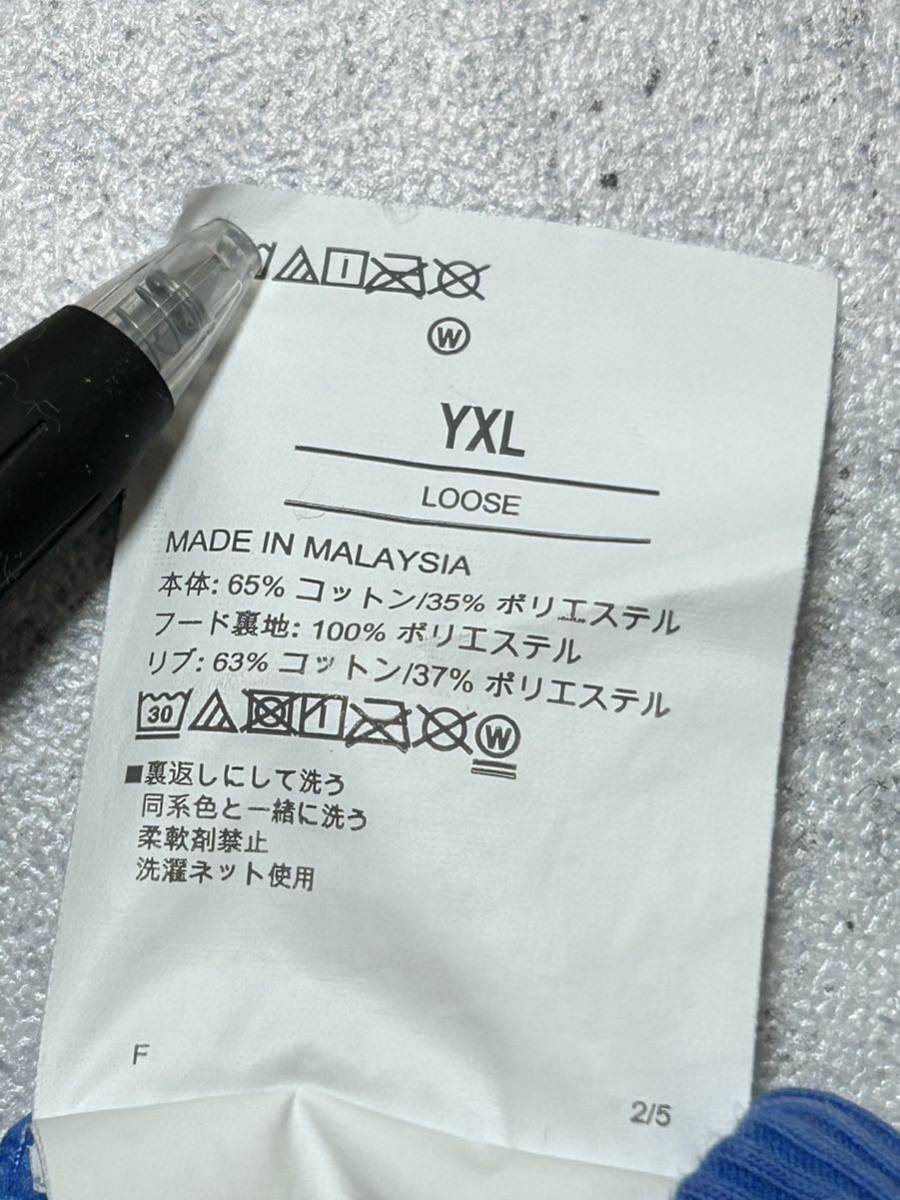 W
YXL
LOOSE
MADE IN MALAYSIA
本体: 65% コットン/35% ポリエステル
フード裏地: 100% ポリエステル
リブ: 63% コットン/37% ポリエステル
30 W
■裏返しにして洗う
同系色と一緒に洗う
柔軟剤禁止
洗濯ネット使用
F
2/5